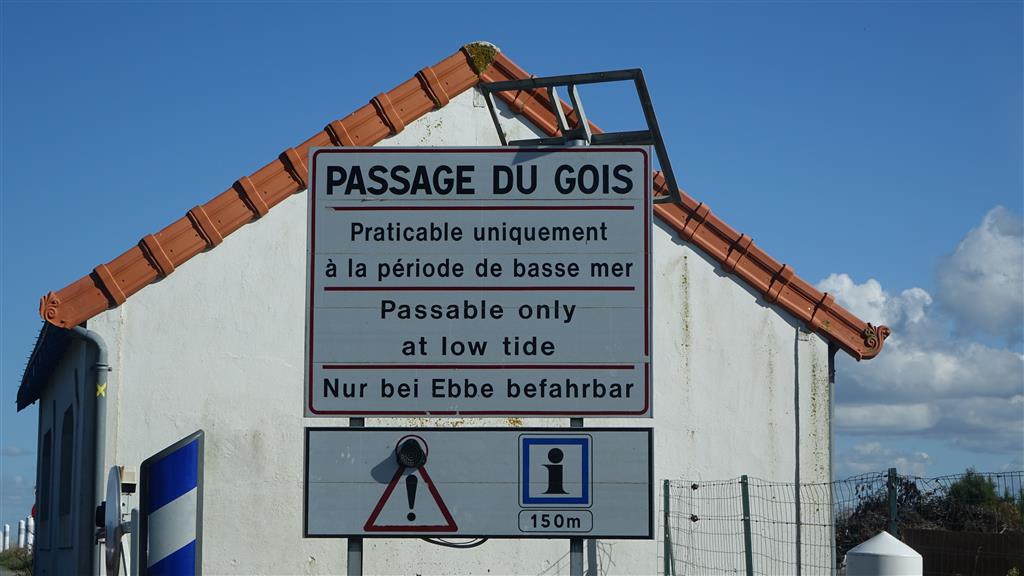 PASSAGE DU GOIS
Praticable uniquement
à la période de basse mer
Passable only
at low tide
Nur bei Ebbe befahrbar
!
i
150m